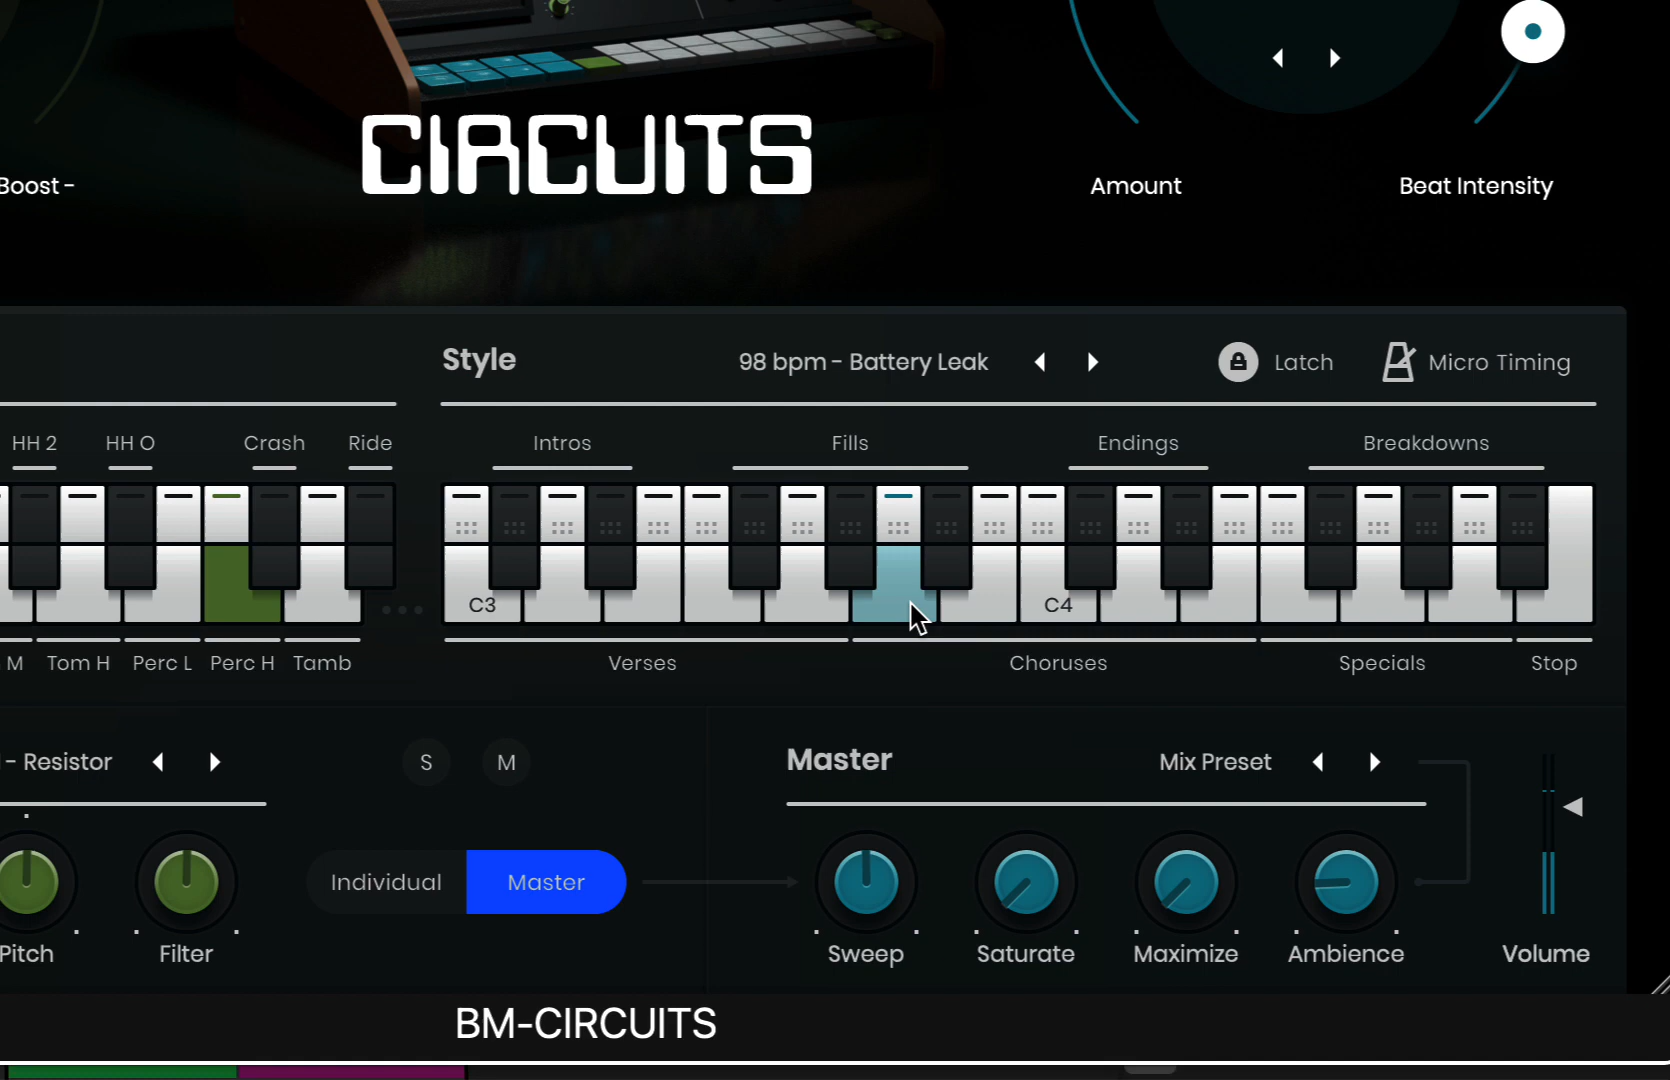 CIRCUITS
Boost -
Amount
Beat Intensity
Style
98 bpm - Battery Leak
Latch
Micro Timing
HH 2
HH O
Crash
Ride
Intros
Fills
Endings
Breakdowns
C3
C4
M
Tom H
Perc L
Perc H
Tamb
Verses
Choruses
Specials
Stop
- Resistor
S
M
Master
Mix Preset
Individual
Master
Pitch
Filter
Sweep
Saturate
Maximize
Ambience
Volume
BM-CIRCUITS